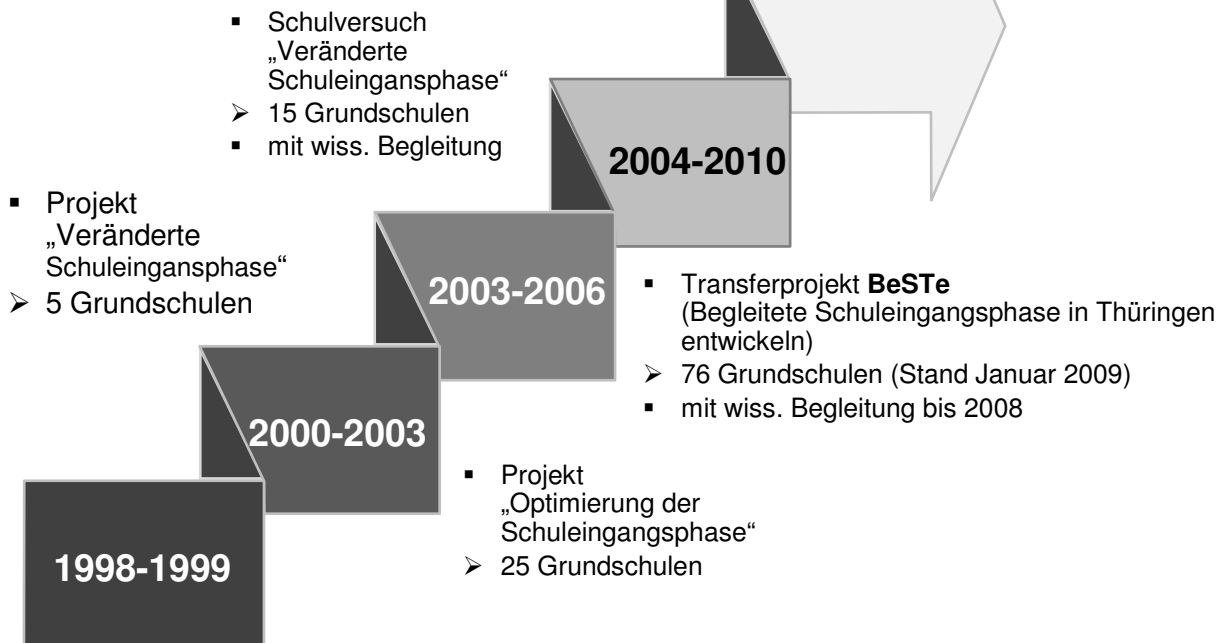 ▪ Schulversuch
„Veränderte
Schuleingansphase“
➢ 15 Grundschulen
▪ mit wiss. Begleitung
2004-2010
▪ Projekt
„Veränderte
Schuleingansphase“
➢ 5 Grundschulen
2003-2006
▪ Transferprojekt BeSTe
(Begleitete Schuleingangsphase in Thüringen
entwickeln)
➢ 76 Grundschulen (Stand Januar 2009)
▪ mit wiss. Begleitung bis 2008
2000-2003
▪ Projekt
„Optimierung der
Schuleingangsphase“
➢ 25 Grundschulen
1998-1999